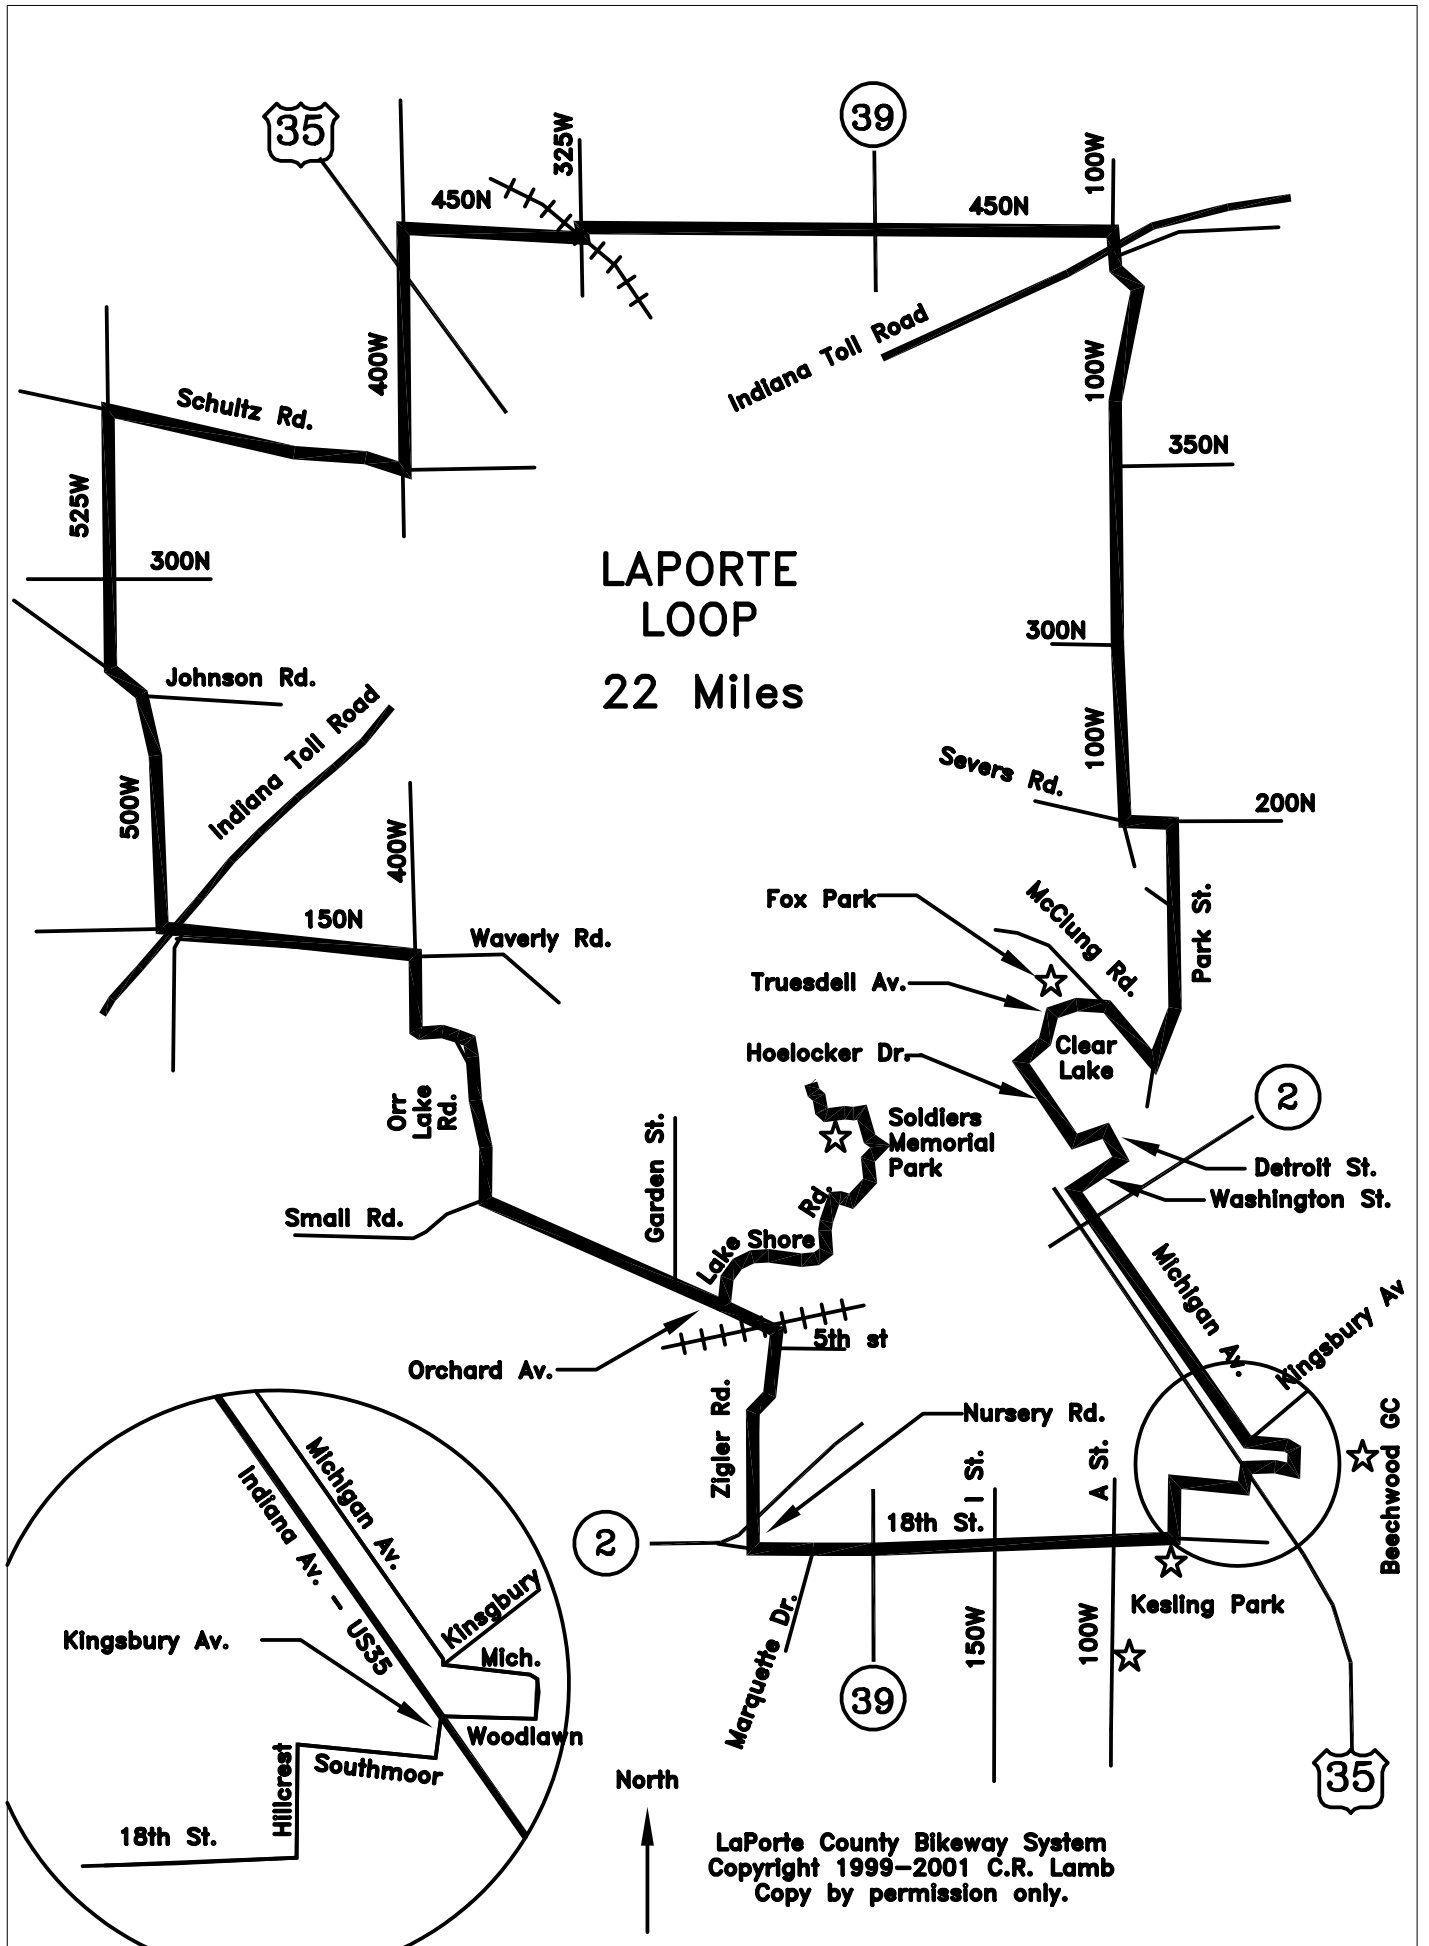 35
39
325W
100W
450N
450N
Indiana Toll Road
400W
100W
Schultz Rd.
350N
525W
300N
LAPORTE
LOOP
22 Miles
300N
Johnson Rd.
Indiana Toll Road
100W
Severs Rd.
200N
500W
400W
150N
Waverly Rd.
Fox Park
McClung Rd.
Park St.
Truesdell Av.
Hoelocker Dr.
Clear
Lake
2
Orr
Lake
Rd.
Garden St.
Soldiers
Memorial
Park
Detroit St.
Washington St.
Small Rd.
Lake Shore Rd.
Michigan Av.
Kingsbury Av
5th st
Orchard Av.
Zigler Rd.
Nursery Rd.
I St.
A St.
Beechwood GC
18th St.
2
Michigan Av.
Indiana Av. - US35
Kinsgbury
Mich.
Kingsbury Av.
Woodlawn
Southmoor
Hillcrest
18th St.
Marquette Dr.
150W
100W
Kesling Park
39
35
North
LaPorte County Bikeway System
Copyright 1999-2001 C.R. Lamb
Copy by permission only.